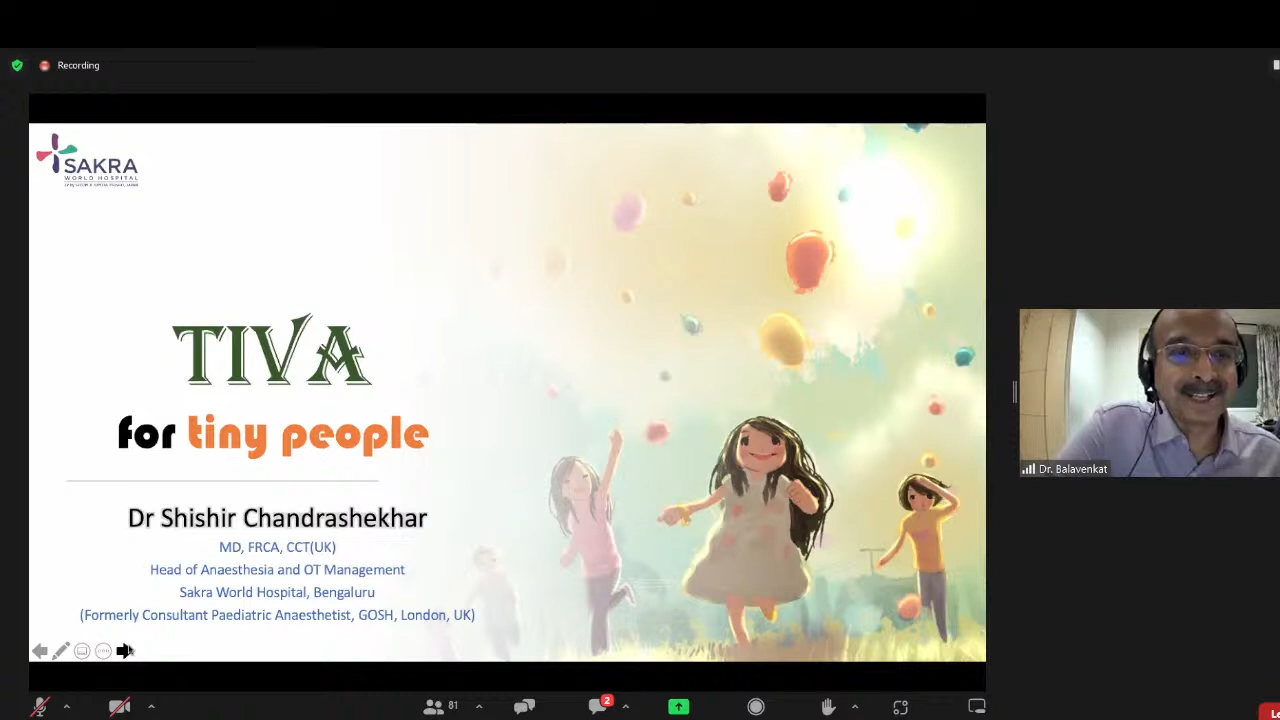 Recording
SAKRA
WORLD HOSPITAL
TIVA
for tiny people
Dr Shishir Chandrashekhar
MD, FRCA, CCT(UK)
Head of Anaesthesia and OT Management
Sakra World Hospital, Bengaluru
(Formerly Consultant Paediatric Anaesthetist, GOSH, London, UK)
Dr. Balavenkat
81
2